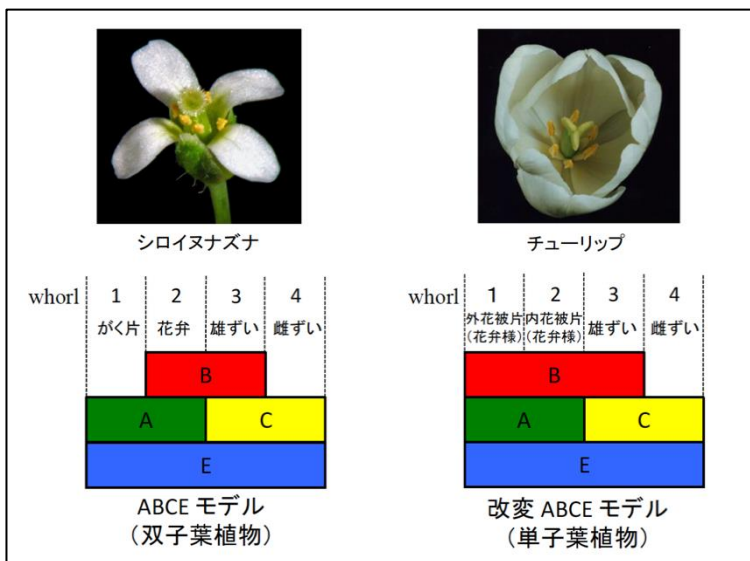 シロイヌナズナ
チューリップ
whorl 1 2 3 4
がく片 花弁 雄ずい 雌ずい
B
A C
E
ABCE モデル
(双子葉植物)
whorl 1 2 3 4
外花被片 内花被片 雄ずい 雌ずい
(花弁様) (花弁様)
B
A C
E
改変 ABCE モデル
(単子葉植物)